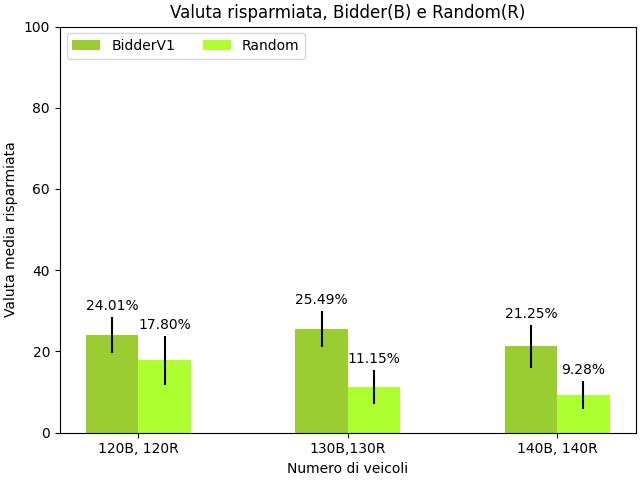 Valuta risparmiata, Bidder(B) e Random(R)
BidderV1
Random
Valuta media risparmiata
100
80
60
40
20
0
24.01%
17.80%
25.49%
11.15%
21.25%
9.28%
120B, 120R
130B,130R
140B, 140R
Numero di veicoli